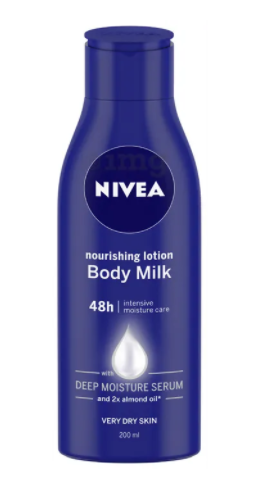 NIVEA
nourishing lotion
Body Milk
48h | intensive
moisture care
with
DEEP MOISTURE SERUM
and 2x almond oil*
VERY DRY SKIN
200 ml